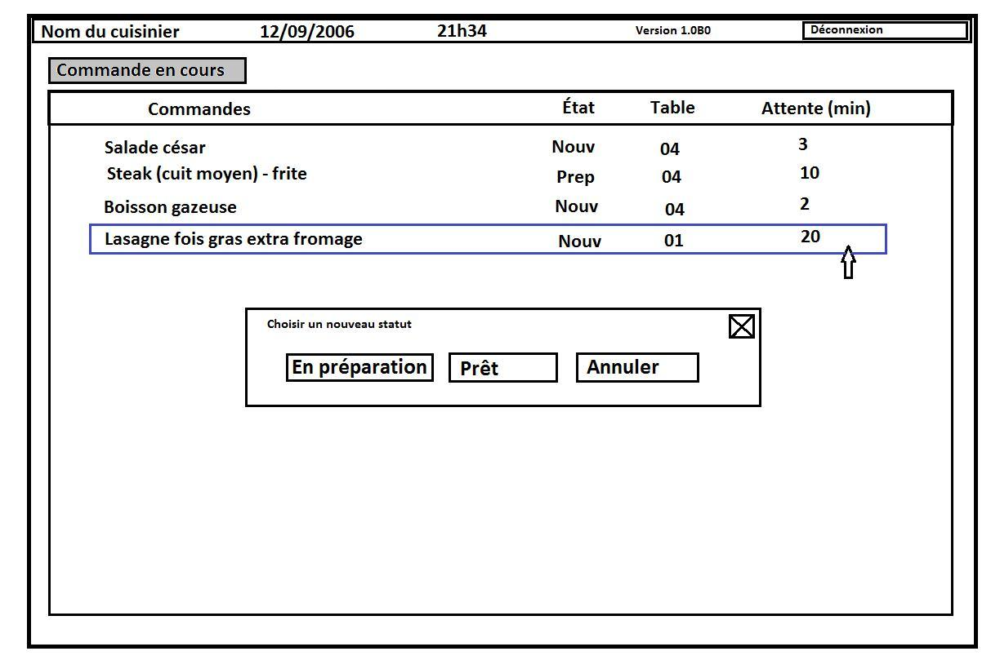 Nom du cuisinier 12/09/2006 21h34 Version 1.0B0 Déconnexion
Commande en cours
Commandes État Table Attente (min)
Salade césar Nouv 04 3
Steak (cuit moyen) - frite Prep 04 10
Boisson gazeuse Nouv 04 2
Lasagne fois gras extra fromage Nouv 01 20
Choisir un nouveau statut
En préparation Prêt Annuler